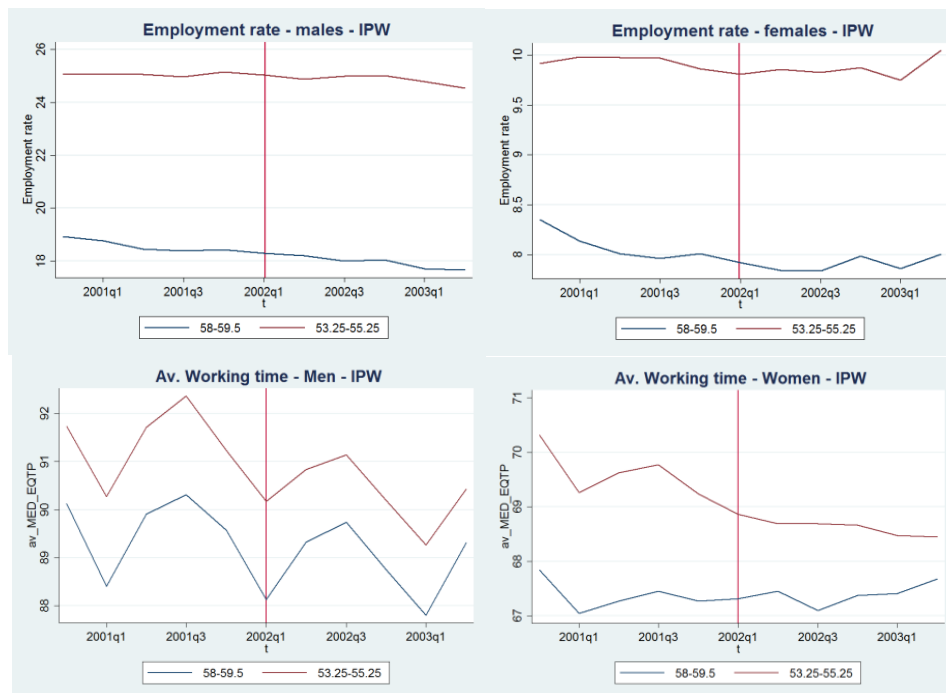 Employment rate - males - IPW
Employment rate
26
24
22
20
18
2001q1 2001q3 2002q1 2002q3 2003q1
t
58-59.5 53.25-55.25
Employment rate - females - IPW
Employment rate
10
9.5
9
8.5
8
2001q1 2001q3 2002q1 2002q3 2003q1
t
58-59.5 53.25-55.25
Av. Working time - Men - IPW
av_MED_EQTP
92
91
90
89
88
2001q1 2001q3 2002q1 2002q3 2003q1
t
58-59.5 53.25-55.25
Av. Working time - Women - IPW
av_MED_EQTP
71
70
69
68
67
2001q1 2001q3 2002q1 2002q3 2003q1
t
58-59.5 53.25-55.25